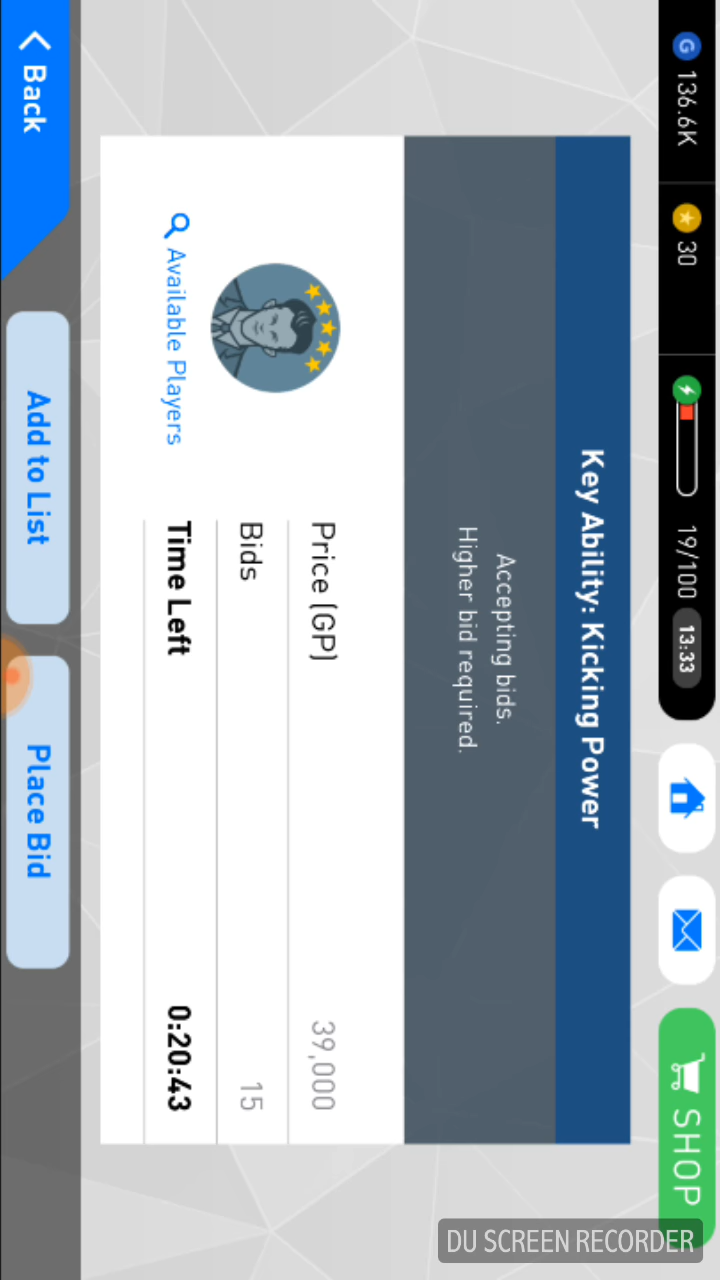 136.6K
30
19/100
13:33
SHOP
Key Ability: Kicking Power
Accepting bids.
Higher bid required.
Available Players
Price (GP) 39,000
Bids 15
Time Left 0:20:43
Back
Add to List
Place Bid
DU SCREEN RECORDER